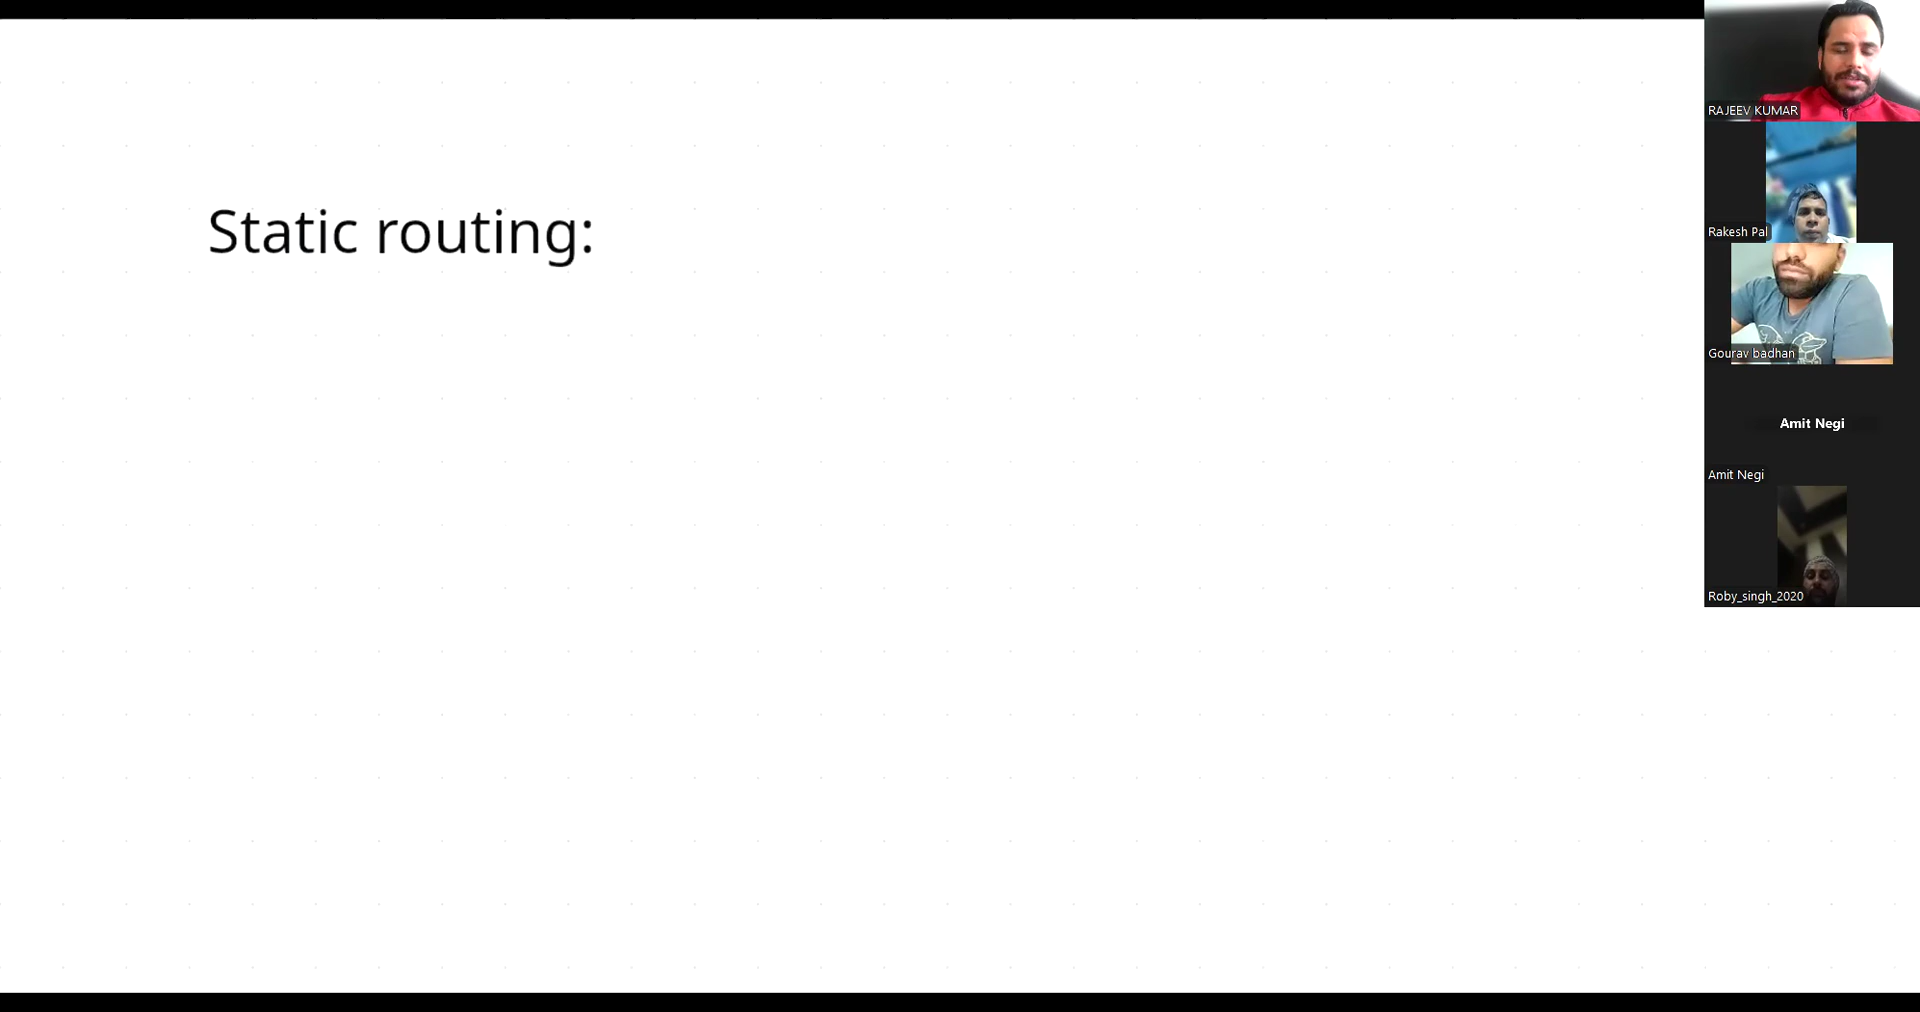 Static routing:
RAJEEV KUMAR
Rakesh Pal
Gourav badhan
Amit Negi
Amit Negi
Roby_singh_2020